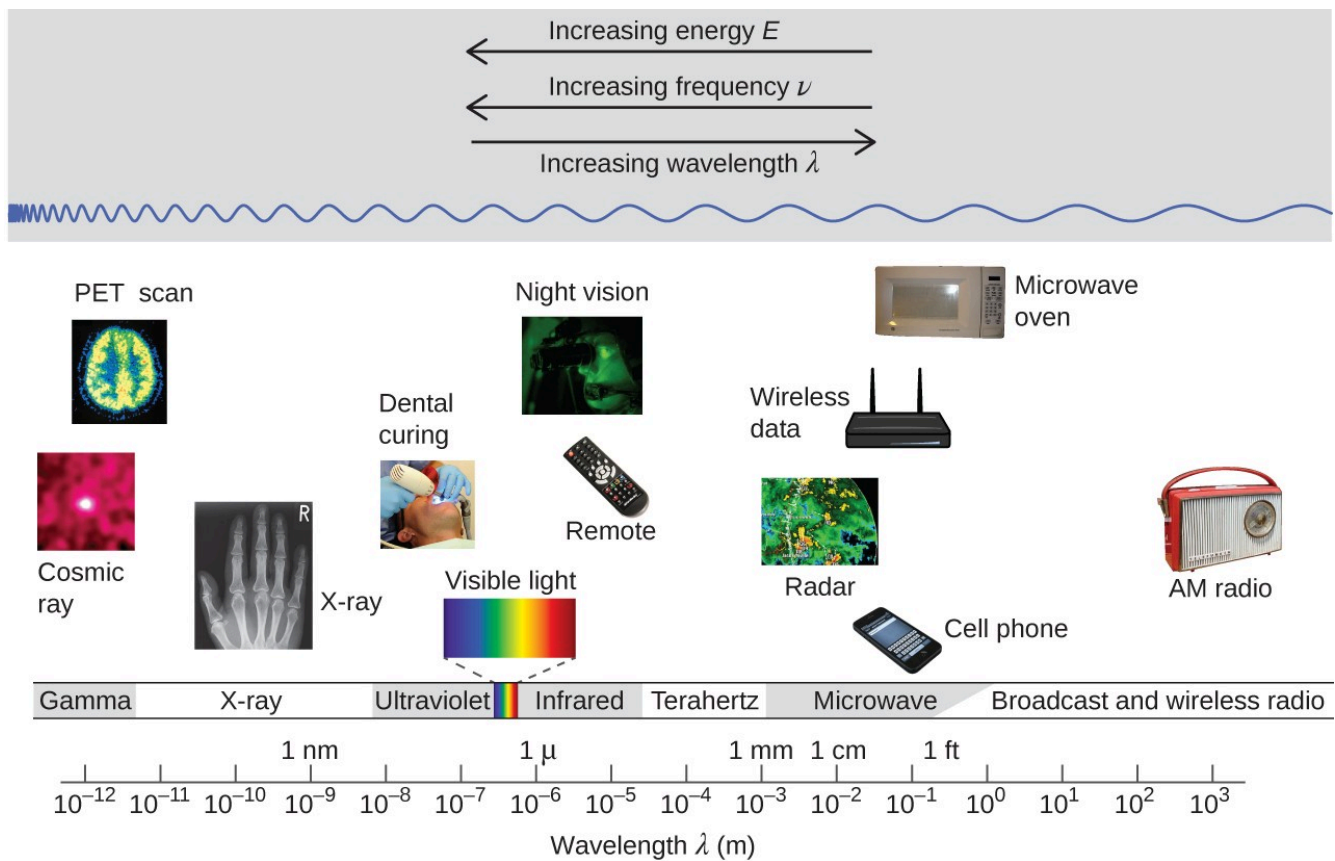 Increasing energy E
Increasing frequency ν
Increasing wavelength λ
PET scan
Night vision
Microwave
oven
Dental
curing
Wireless
data
Cosmic
ray
R
X-ray
Remote
Visible light
Radar
Cell phone
AM radio
Gamma X-ray Ultraviolet Infrared Terahertz Microwave Broadcast and wireless radio
1 nm 1 μ 1 mm 1 cm 1 ft
10⁻¹² 10⁻¹¹ 10⁻¹⁰ 10⁻⁹ 10⁻⁸ 10⁻⁷ 10⁻⁶ 10⁻⁵ 10⁻⁴ 10⁻³ 10⁻² 10⁻¹ 10⁰ 10¹ 10² 10³
Wavelength λ (m)